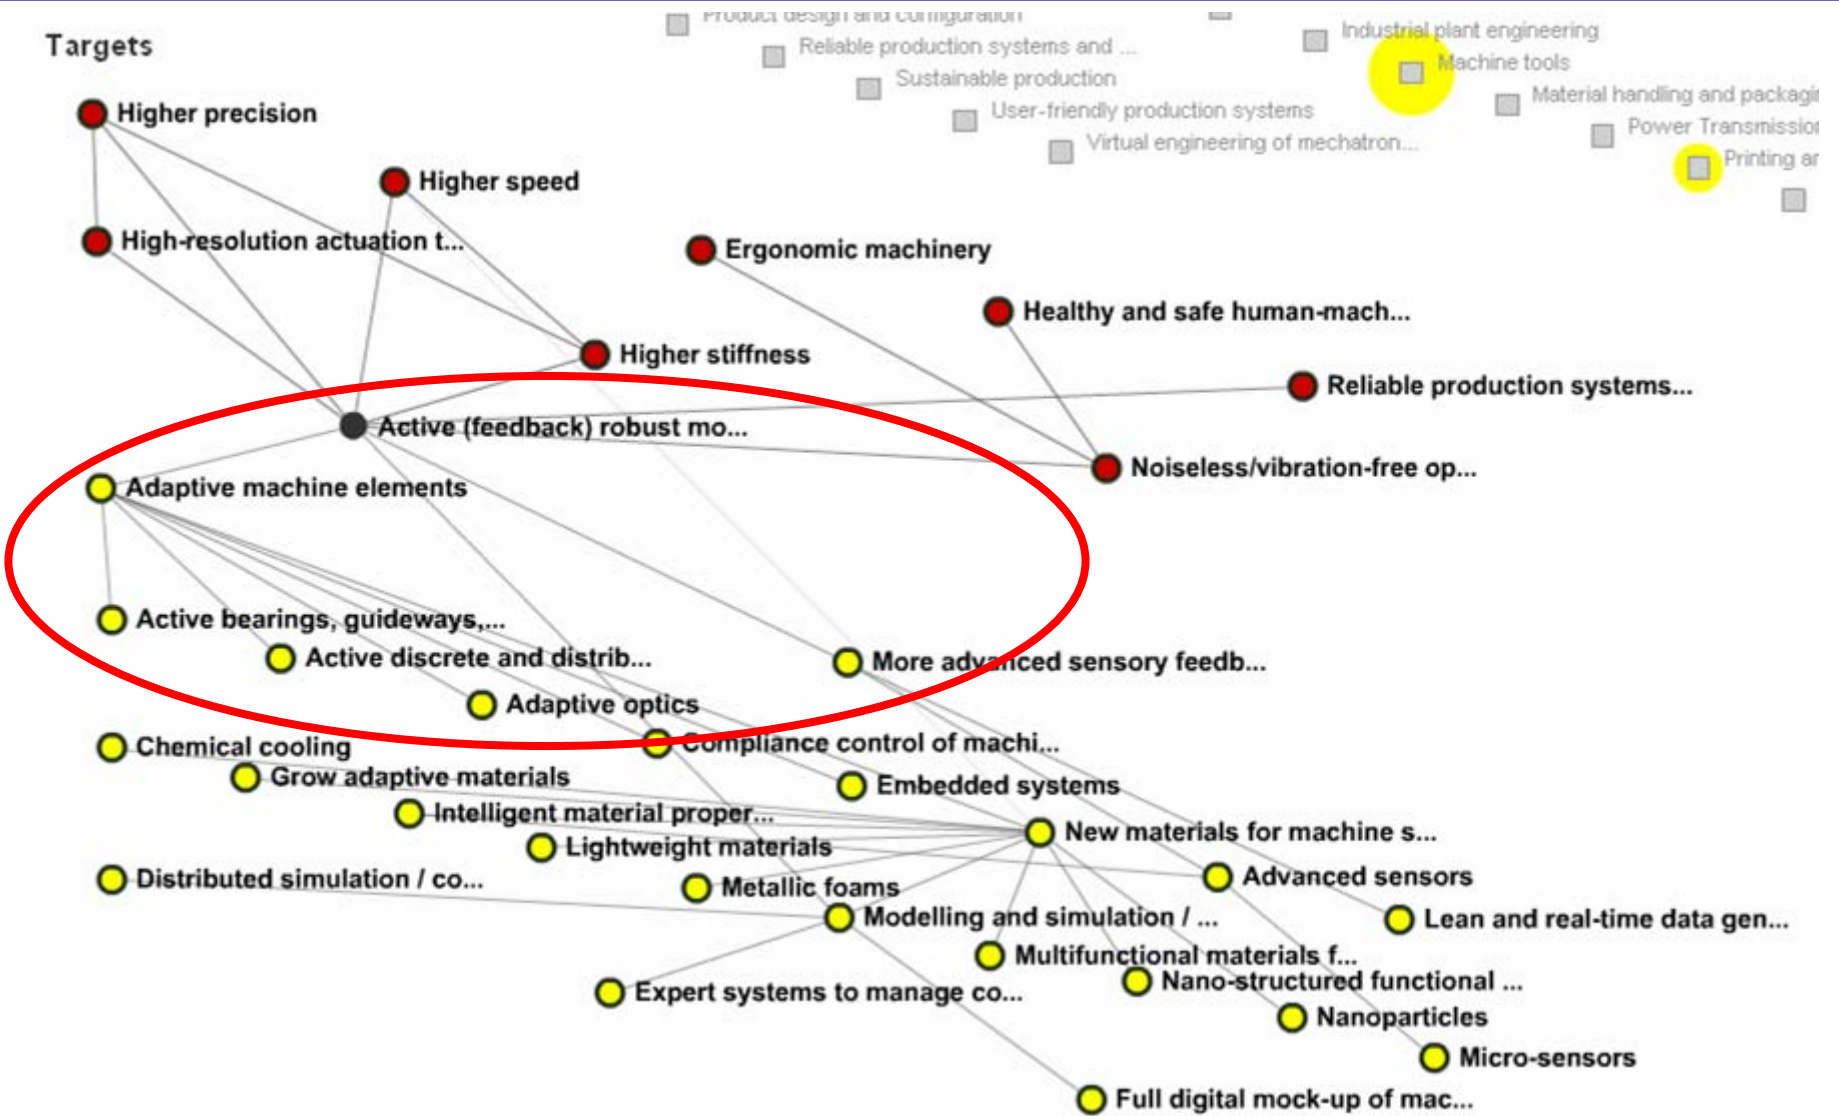 Product design and configuration
Industrial plant engineering
Targets
Reliable production systems and ...
Machine tools
Sustainable production
Material handling and packagi
User-friendly production systems
Higher precision
Power Transmission
Virtual engineering of mechatron...
Printing ar
Higher speed
High-resolution actuation t...
Ergonomic machinery
Healthy and safe human-mach...
Higher stiffness
Reliable production systems...
Active (feedback) robust mo...
Noiseless/vibration-free op...
Adaptive machine elements
Active bearings, guideways,...
Active discrete and distrib...
More advanced sensory feedb...
Adaptive optics
Chemical cooling
Compliance control of machi...
Grow adaptive materials
Embedded systems
Intelligent material proper...
New materials for machine s...
Lightweight materials
Distributed simulation / co...
Advanced sensors
Metallic foams
Modelling and simulation / ...
Lean and real-time data gen...
Multifunctional materials f...
Nano-structured functional ...
Expert systems to manage co...
Nanoparticles
Micro-sensors
Full digital mock-up of mac...